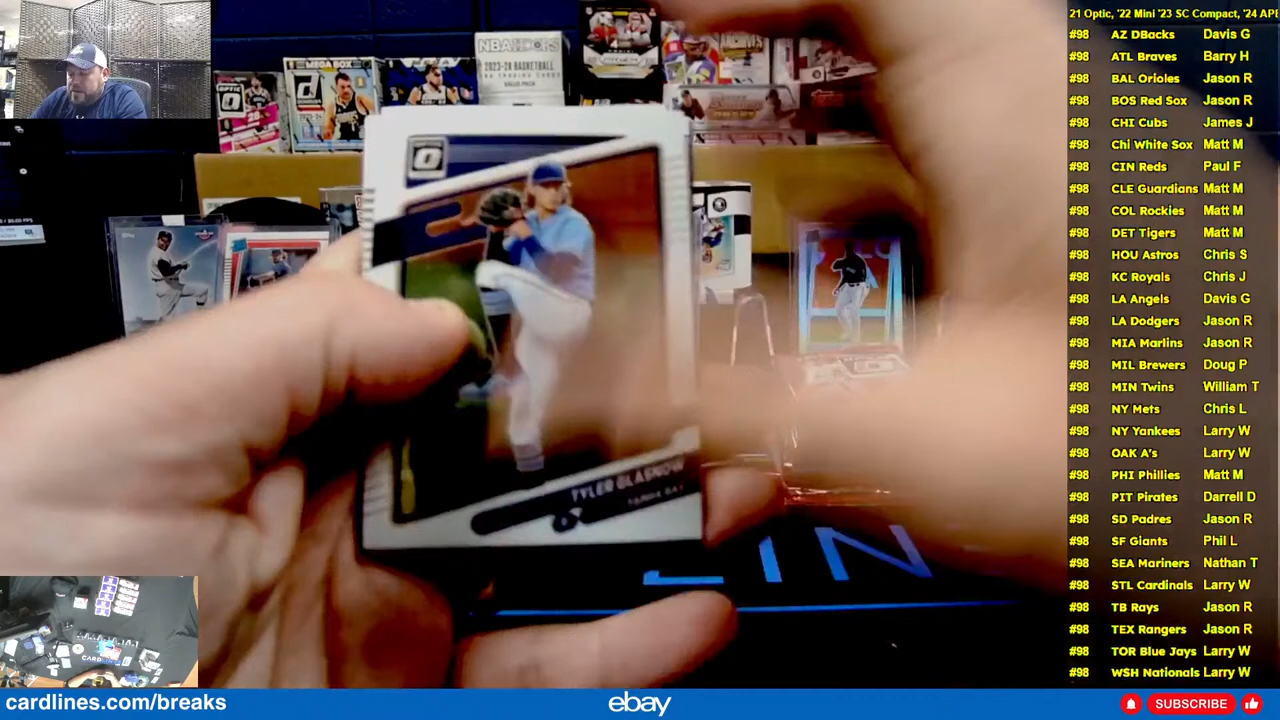 21 Optic, '22 Mini '23 SC Compact, '24
#98 AZ DBacks Davis G
#98 ATL Braves Barry H
#98 BAL Orioles Jason R
#98 BOS Red Sox Jason R
#98 CHI Cubs James J
#98 Chi White Sox Matt M
#98 CIN Reds Paul F
#98 CLE Guardians Matt M
#98 COL Rockies Matt M
#98 DET Tigers Matt M
#98 HOU Astros Chris S
#98 KC Royals Chris J
#98 LA Angels Davis G
#98 LA Dodgers Jason R
#98 MIA Marlins Jason R
#98 MIL Brewers Doug P
#98 MIN Twins William T
#98 NY Mets Chris L
#98 NY Yankees Larry W
#98 OAK A's Larry W
#98 PHI Phillies Matt M
#98 PIT Pirates Darrell D
#98 SD Padres Jason R
#98 SF Giants Phil L
#98 SEA Mariners Nathan T
#98 STL Cardinals Larry W
#98 TB Rays Jason R
#98 TEX Rangers Jason R
#98 TOR Blue Jays Larry W
#98 WSH Nationals Larry W
NBA HOOPS
2023-24 BASKETBALL
MEGA BOX
OPTIC
TYLER GLASNOW
TAMPA BAY
IN
cardlines.com/breaks
ebay
SUBSCRIBE